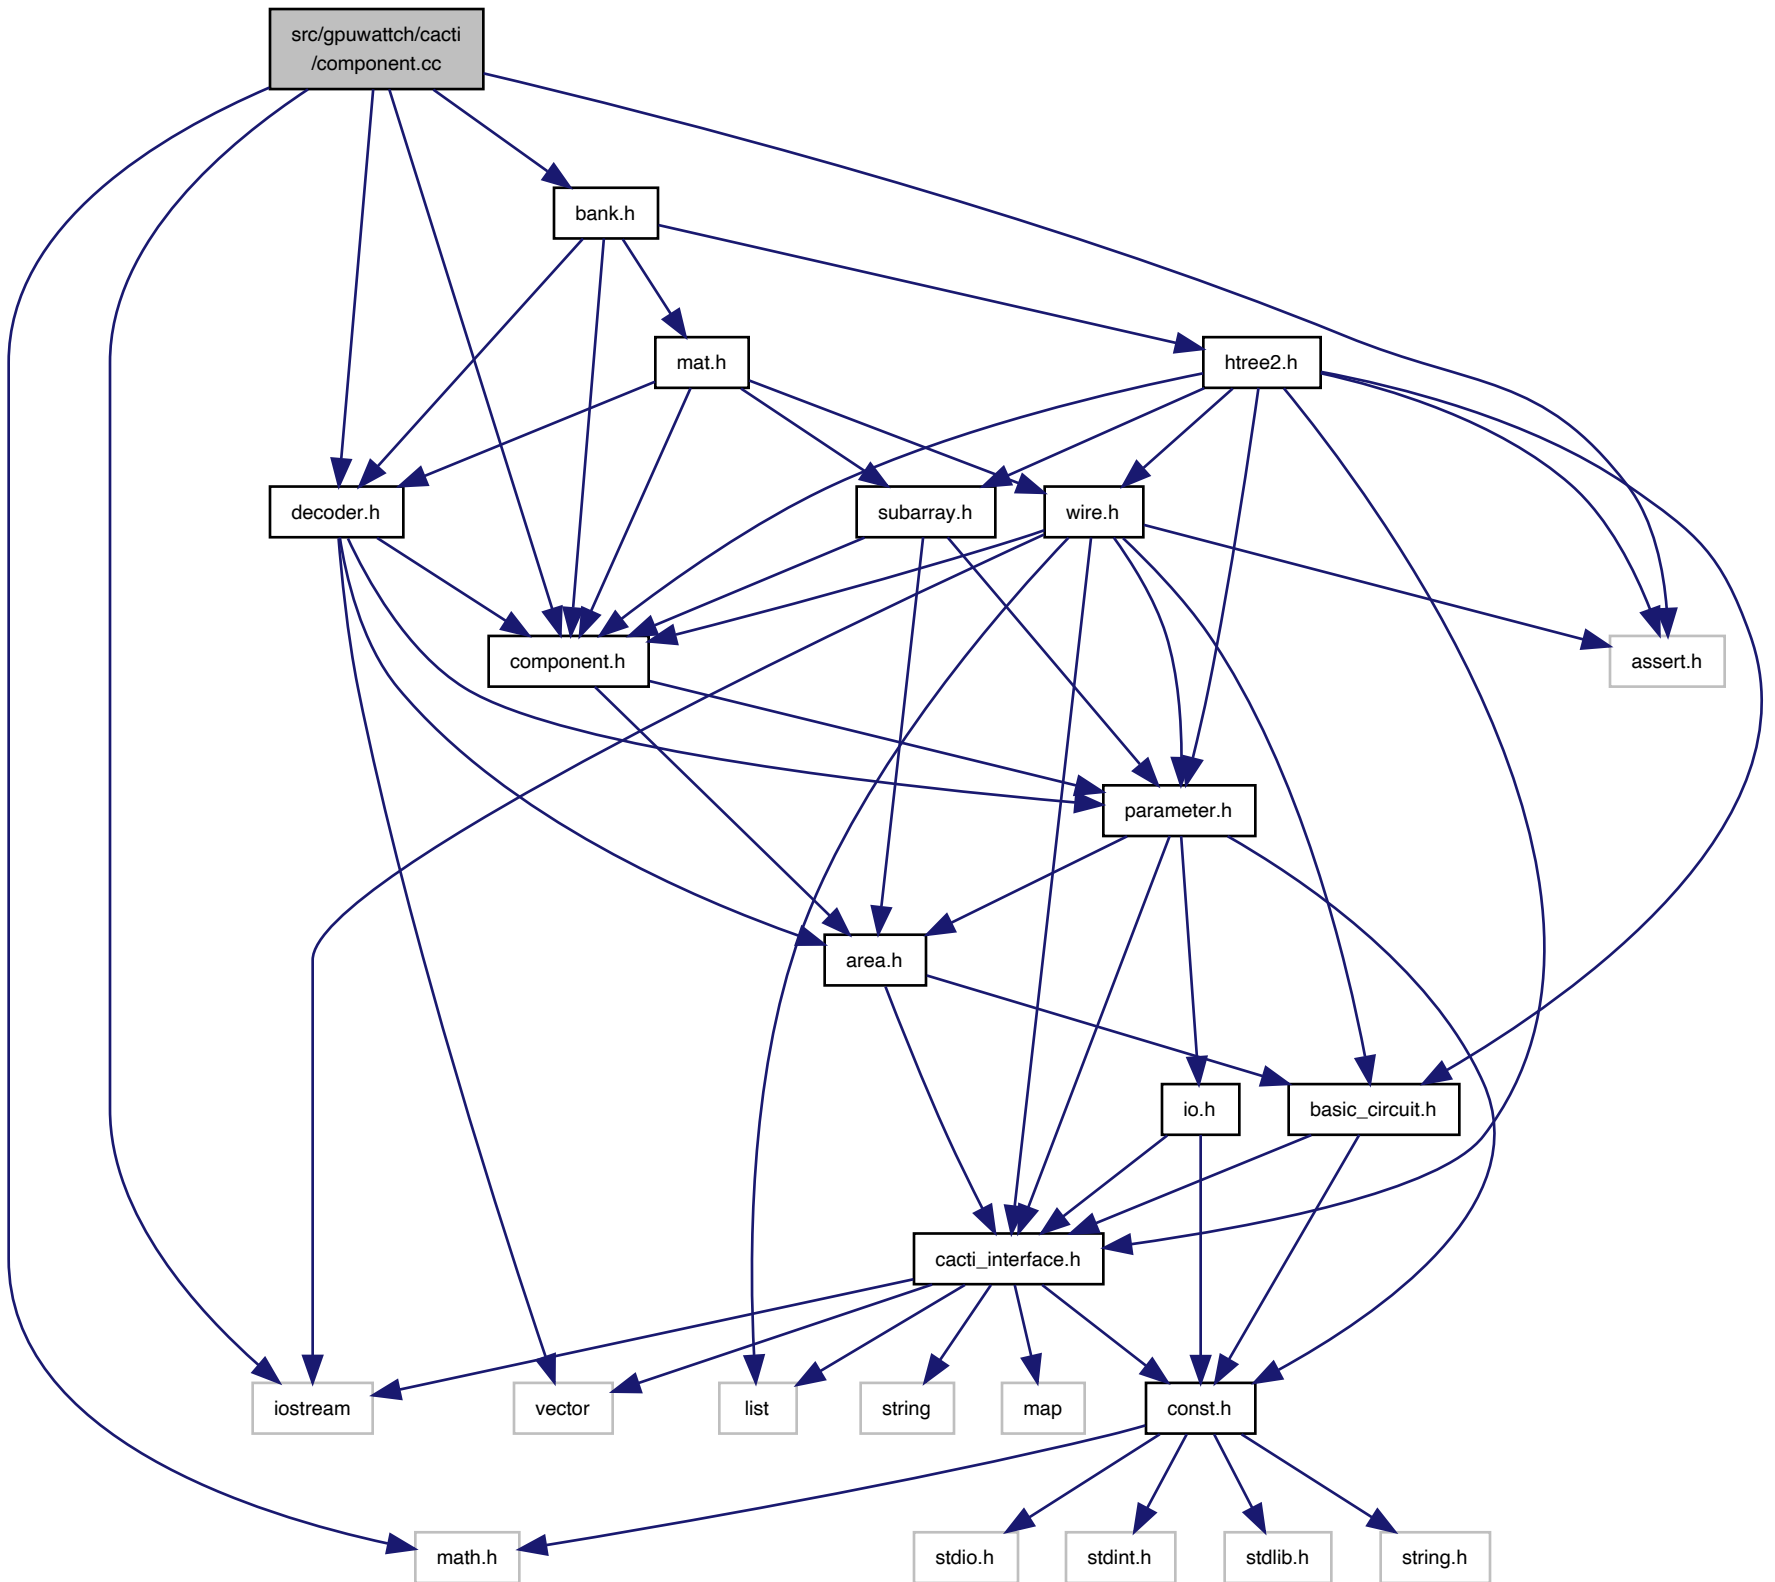 src/gpuwattch/cacti
/component.cc
bank.h
mat.h
htree2.h
decoder.h
subarray.h
wire.h
component.h
assert.h
parameter.h
area.h
io.h
basic_circuit.h
cacti_interface.h
iostream
vector
list
string
map
const.h
math.h
stdio.h
stdint.h
stdlib.h
string.h